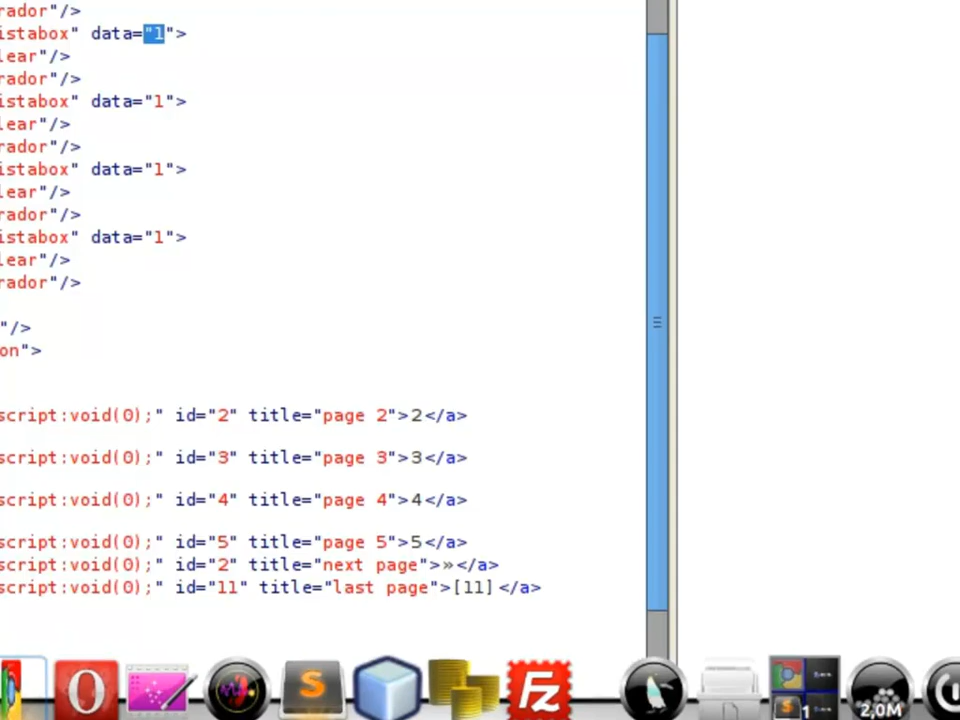 rador"/>
istabox" data="1">
lear"/>
rador"/>
istabox" data="1">
lear"/>
rador"/>
istabox" data="1">
lear"/>
rador"/>
istabox" data="1">
lear"/>
rador"/>
"/>
on">
script:void(0);" id="2" title="page 2">2</a>
script:void(0);" id="3" title="page 3">3</a>
script:void(0);" id="4" title="page 4">4</a>
script:void(0);" id="5" title="page 5">5</a>
script:void(0);" id="2" title="next page">»</a>
script:void(0);" id="11" title="last page">[11]</a>
S
FZ
S 1
2,0M